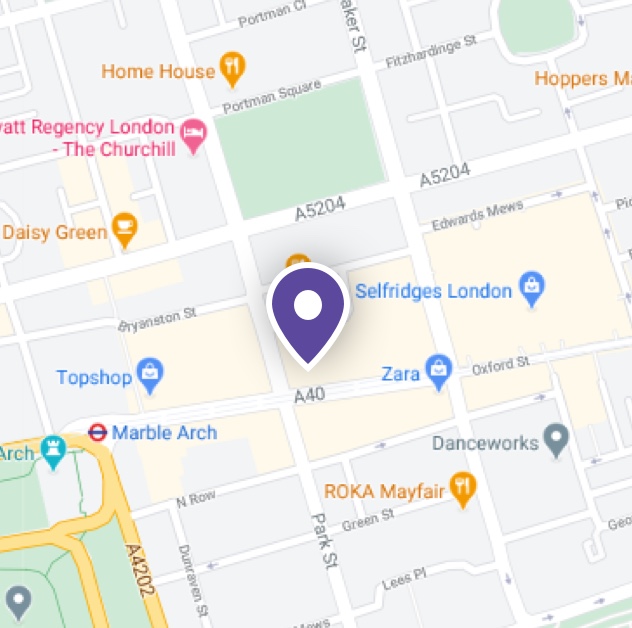 Portman Cl
aker St
Fitzhardinge St
Home House
Portman Square
Hoppers Ma
yatt Regency London
- The Churchill
A5204
A5204
Edwards Mews
Daisy Green
Selfridges London
Bryanston St
Topshop
Zara
Oxford St
A40
Marble Arch
Arch
Danceworks
N Row
ROKA Mayfair
Green St
Park St
Geo
A4202
Dunraven St
Lees Pl
Mews